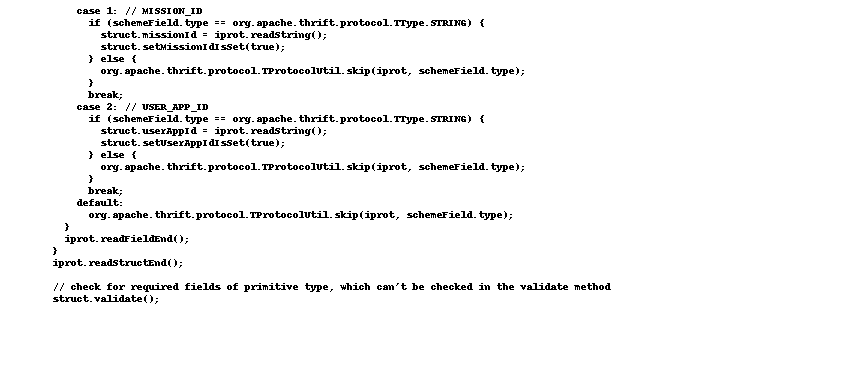 case 1: // MISSION_ID
if (schemeField.type == org.apache.thrift.protocol.TType.STRING) {
struct.missionId = iprot.readString();
struct.setMissionIdIsSet(true);
} else {
org.apache.thrift.protocol.TProtocolUtil.skip(iprot, schemeField.type);
}
break;
case 2: // USER_APP_ID
if (schemeField.type == org.apache.thrift.protocol.TType.STRING) {
struct.userAppId = iprot.readString();
struct.setUserAppIdIsSet(true);
} else {
org.apache.thrift.protocol.TProtocolUtil.skip(iprot, schemeField.type);
}
break;
default:
org.apache.thrift.protocol.TProtocolUtil.skip(iprot, schemeField.type);
}
iprot.readFieldEnd();
}
iprot.readStructEnd();
// check for required fields of primitive type, which can't be checked in the validate method
struct.validate();